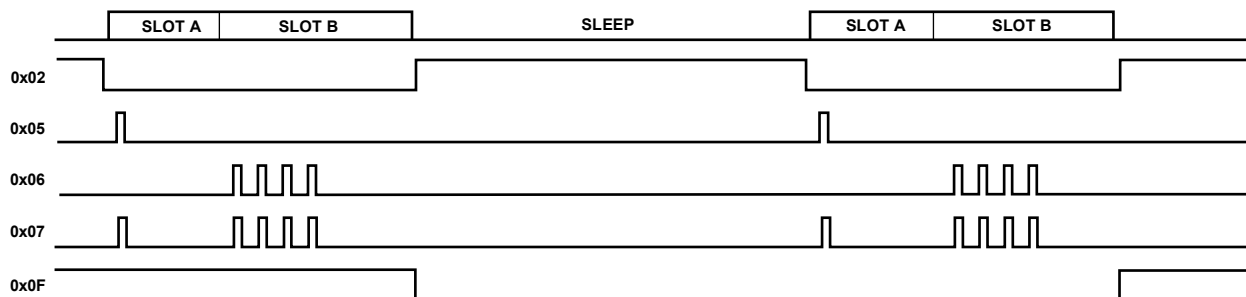 SLOT A SLOT B SLEEP SLOT A SLOT B
0x02
0x05
0x06
0x07
0x0F